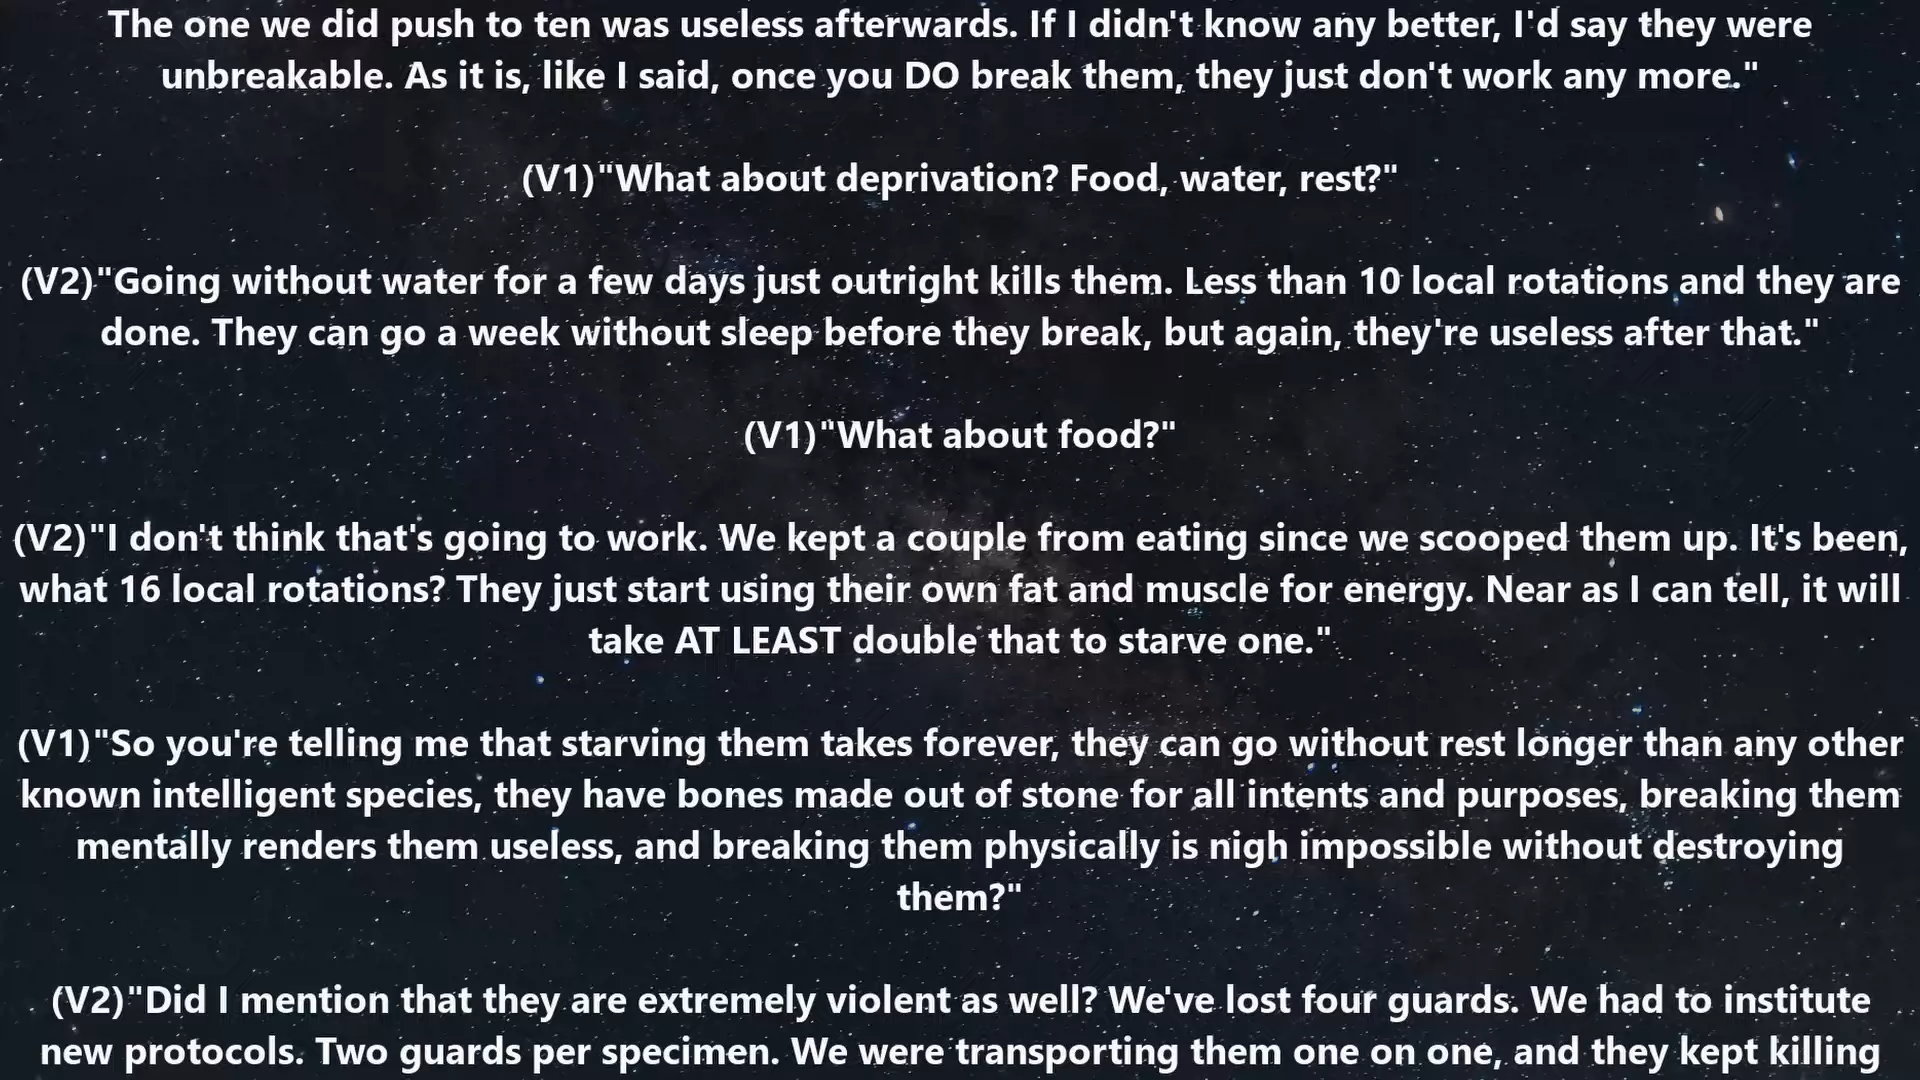 The one we did push to ten was useless afterwards. If I didn't know any better, I'd say they were
unbreakable. As it is, like I said, once you DO break them, they just don't work any more."
(V1)"What about deprivation? Food, water, rest?"
(V2)"Going without water for a few days just outright kills them. Less than 10 local rotations and they are
done. They can go a week without sleep before they break, but again, they're useless after that."
(V1)"What about food?"
(V2)"I don't think that's going to work. We kept a couple from eating since we scooped them up. It's been,
what 16 local rotations? They just start using their own fat and muscle for energy. Near as I can tell, it will
take AT LEAST double that to starve one."
(V1)"So you're telling me that starving them takes forever, they can go without rest longer than any other
known intelligent species, they have bones made out of stone for all intents and purposes, breaking them
mentally renders them useless, and breaking them physically is nigh impossible without destroying
them?"
(V2)"Did I mention that they are extremely violent as well? We've lost four guards. We had to institute
new protocols. Two guards per specimen. We were transporting them one on one, and they kept killing